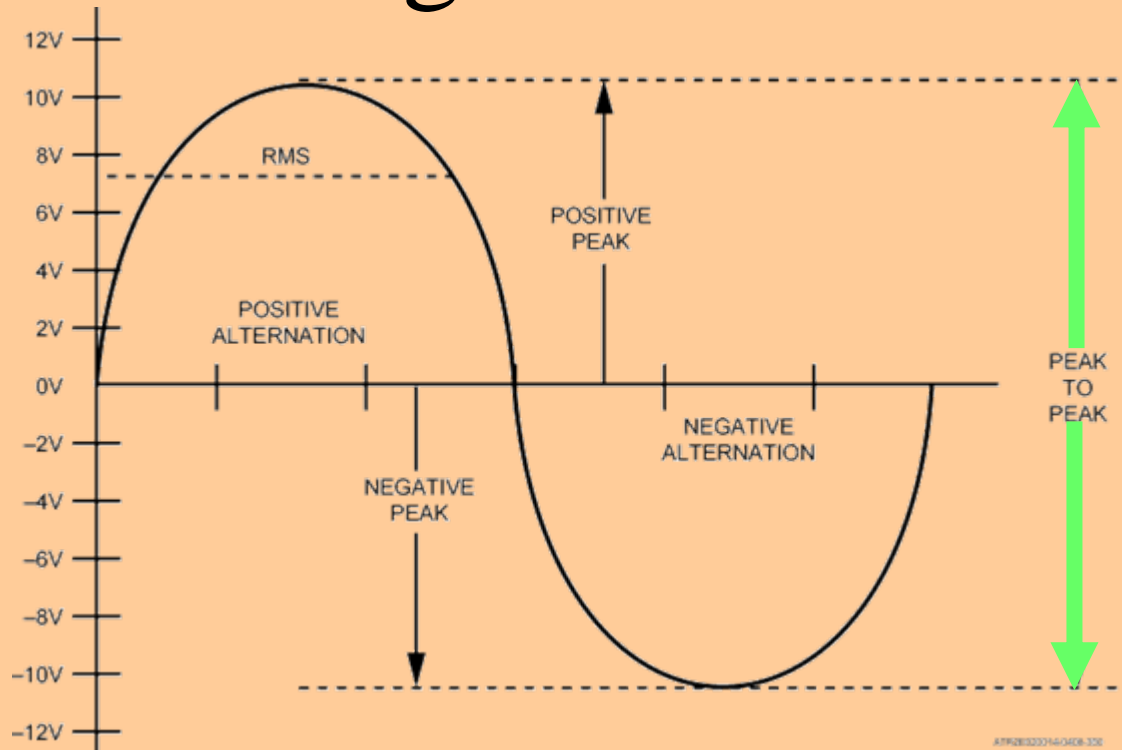 12V
10V
8V
6V
4V
2V
0V
–2V
–4V
–6V
–8V
–10V
–12V
RMS
POSITIVE
ALTERNATION
POSITIVE
PEAK
NEGATIVE
PEAK
NEGATIVE
ALTERNATION
PEAK
TO
PEAK